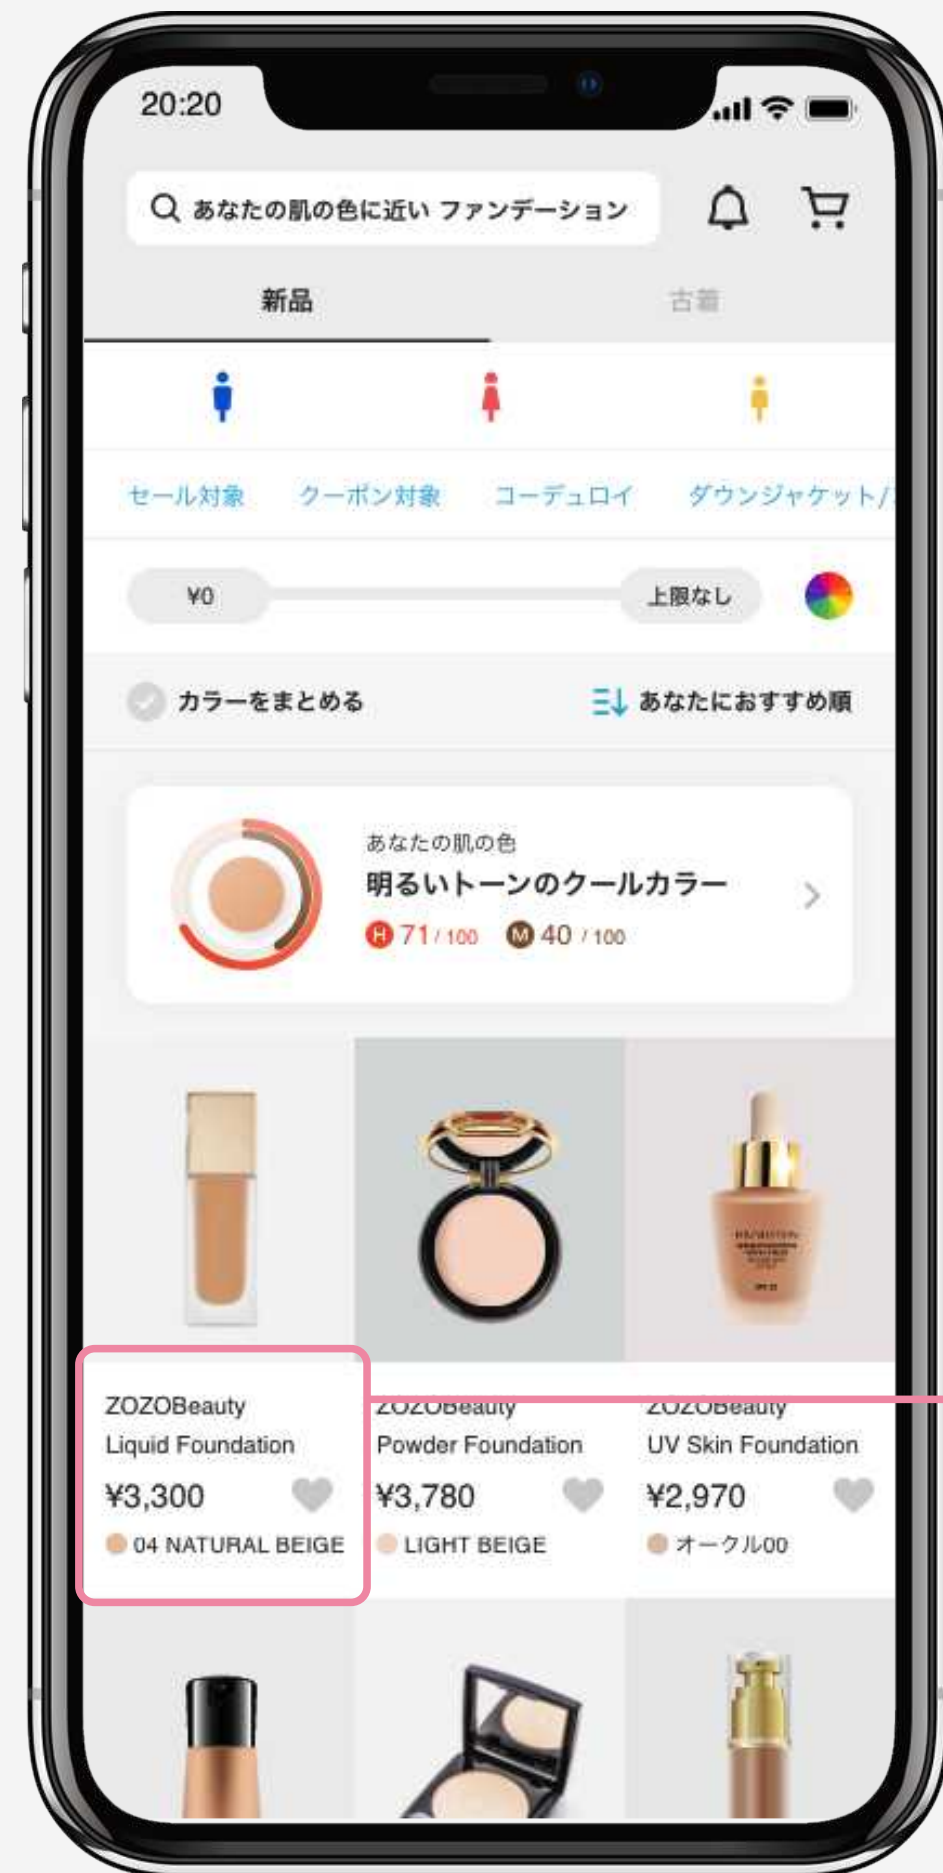 20:20
あなたの肌の色に近い ファンデーション
新品 古着
セール対象 クーポン対象 コーデュロイ ダウンジャケット/
¥0 上限なし
カラーをまとめる あなたにおすすめ順
あなたの肌の色
明るいトーンのクールカラー
H 71 / 100 M 40 / 100
FOUNDATION
ZOZOBeauty ZOZOBeauty ZOZOBeauty
Liquid Foundation Powder Foundation UV Skin Foundation
¥3,300 ¥3,780 ¥2,970
04 NATURAL BEIGE LIGHT BEIGE オークル00